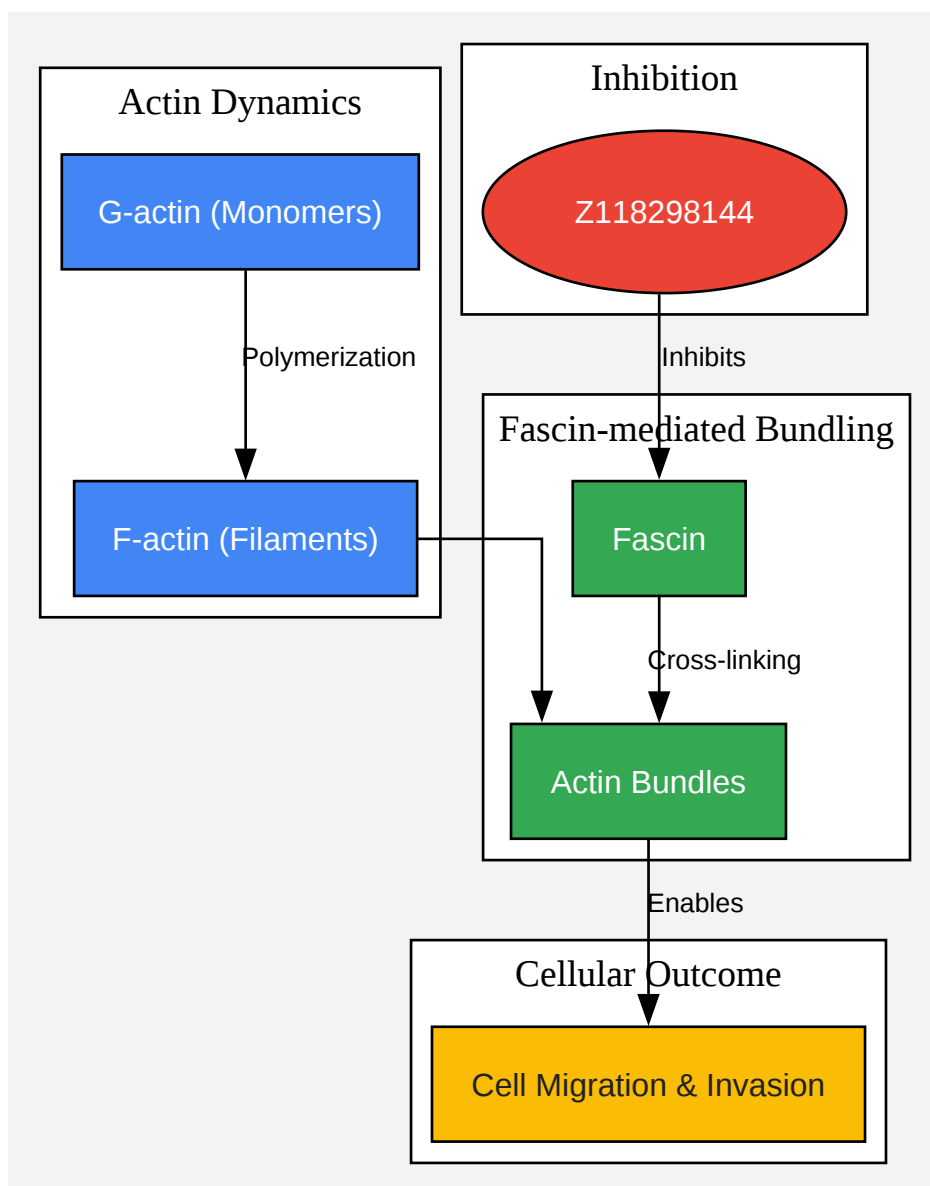 Actin Dynamics
G-actin (Monomers)
Polymerization
F-actin (Filaments)
Inhibition
Z118298144
Inhibits
Fascin-mediated Bundling
Fascin
Cross-linking
Actin Bundles
Enables
Cellular Outcome
Cell Migration & Invasion